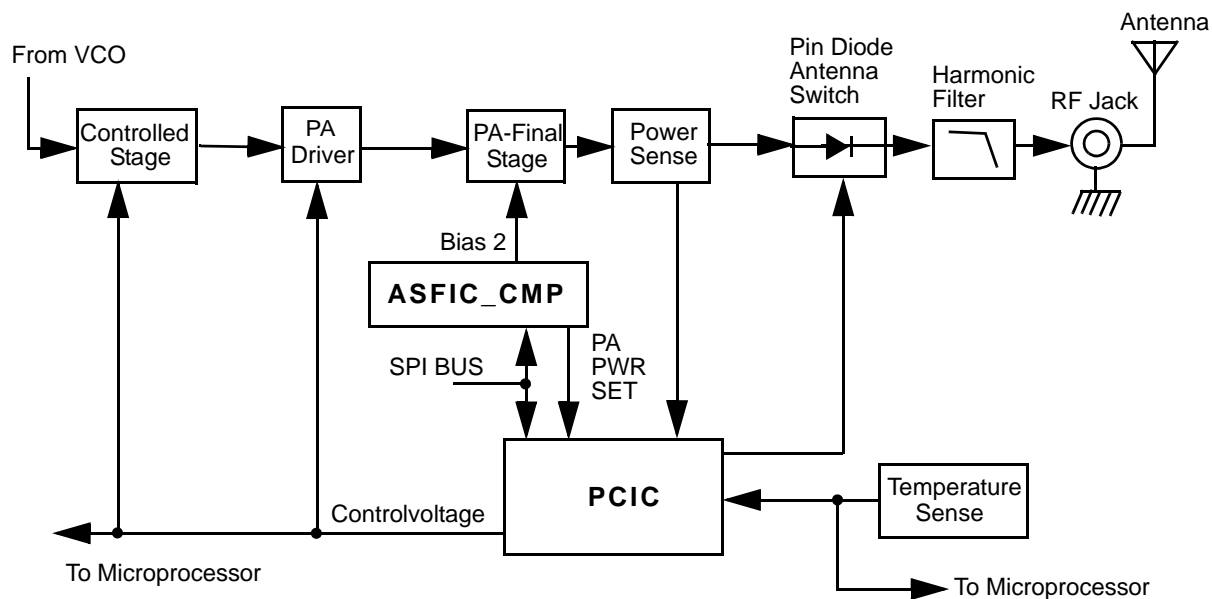 Antenna
From VCO
Pin Diode
Antenna
Switch
Harmonic
Filter
RF Jack
Controlled
Stage
PA
Driver
PA-Final
Stage
Power
Sense
Bias 2
ASFIC_CMP
SPI BUS
PA
PWR
SET
PCIC
Temperature
Sense
Controlvoltage
To Microprocessor
To Microprocessor